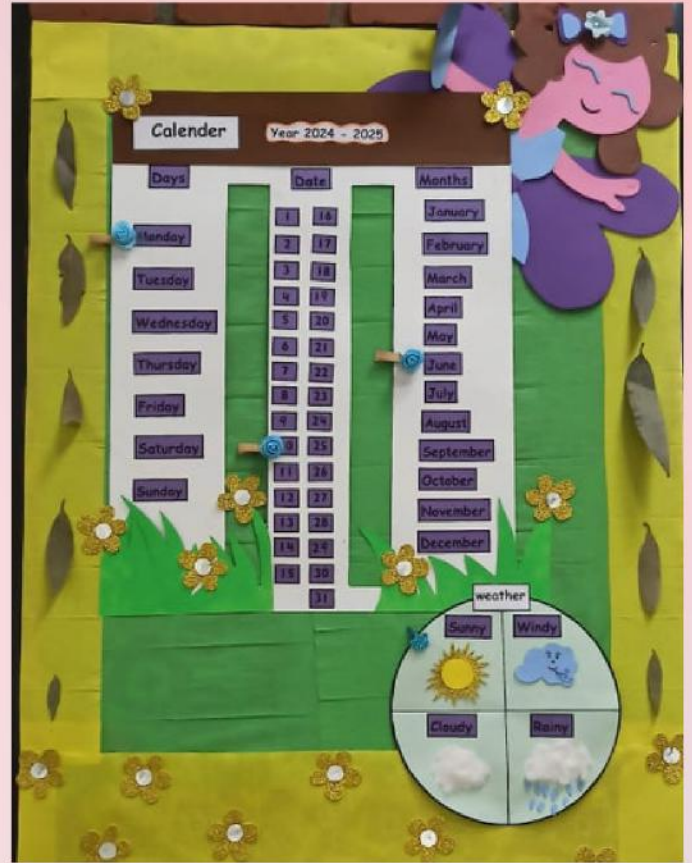 Calender
Year 2024 - 2025
Days
Date
Months
Monday
Tuesday
Wednesday
Thursday
Friday
Saturday
Sunday
1 16
2 17
3 18
4 19
5 20
6 21
7 22
8 23
9 24
0 25
11 26
12 27
13 28
14 29
15 30
31
January
February
March
April
May
June
July
August
September
October
November
December
weather
Sunny
Windy
Cloudy
Rainy